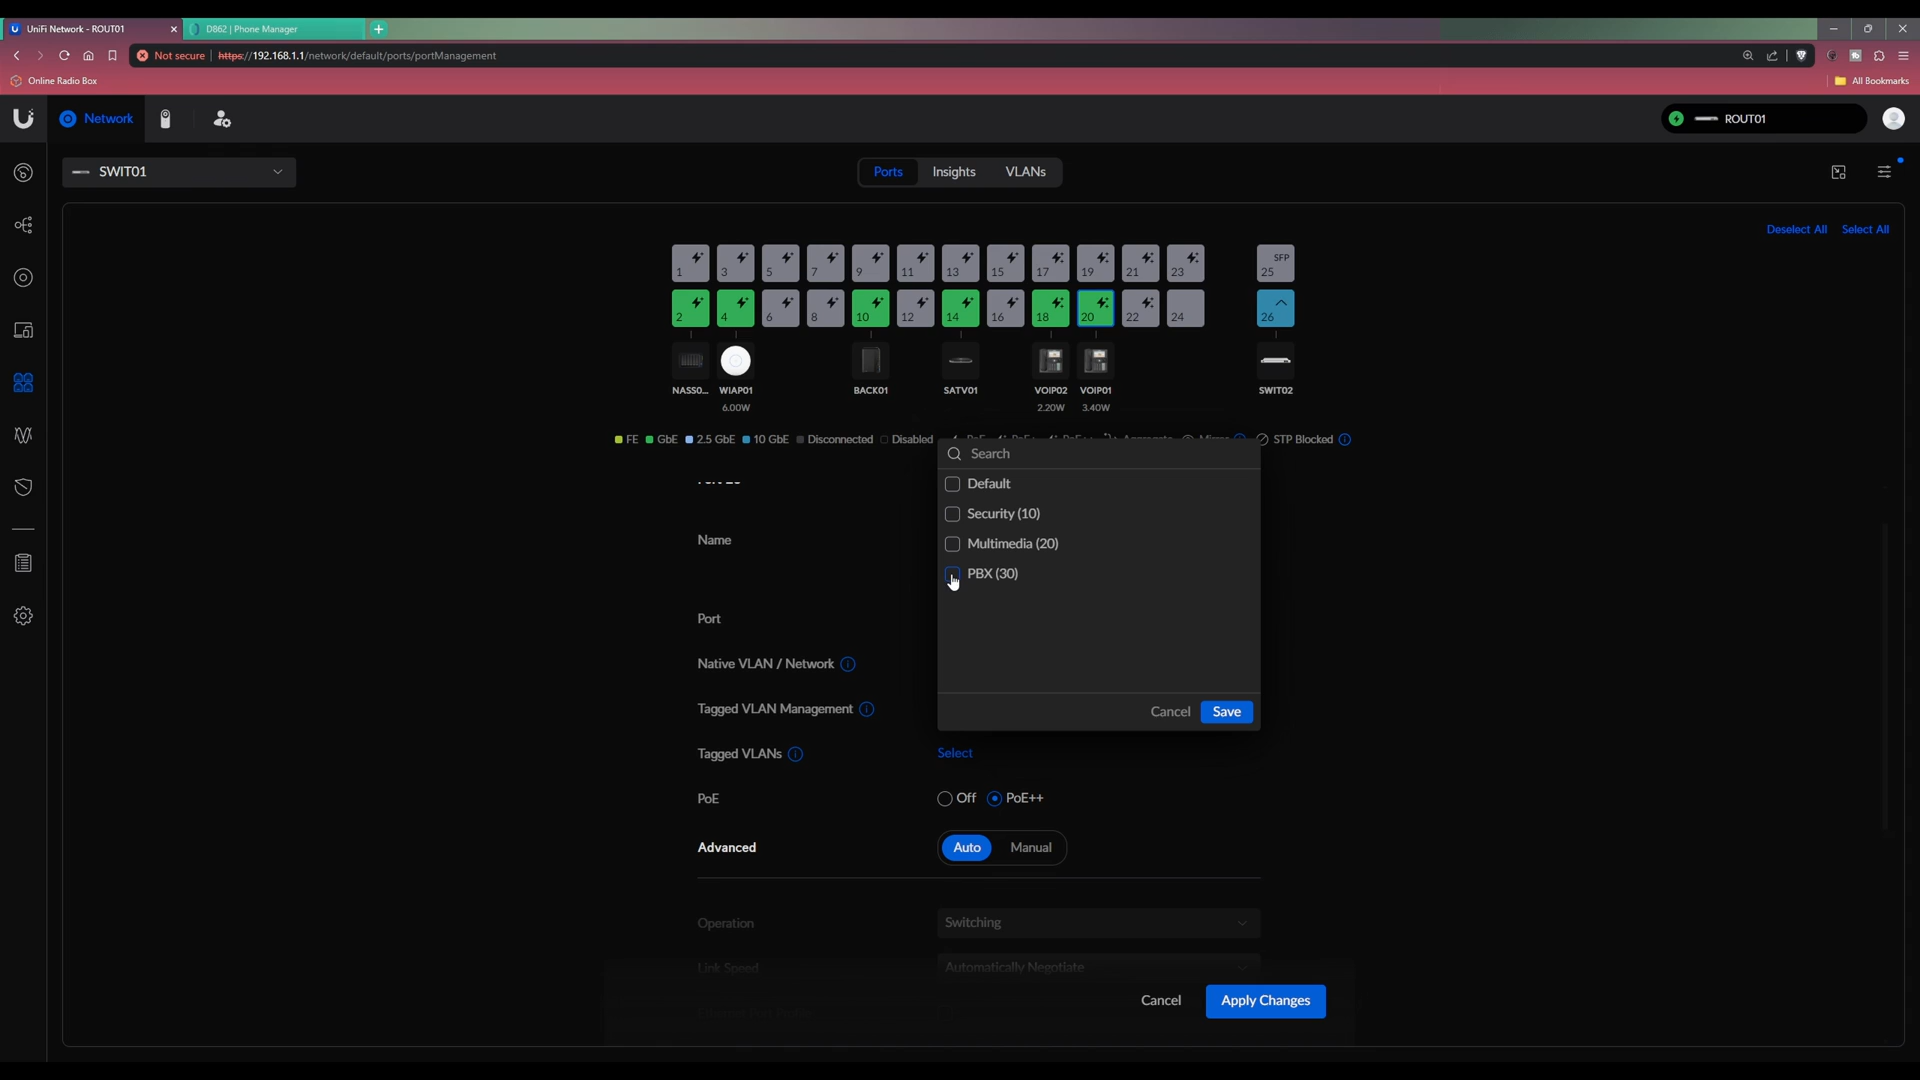 UniFi Network - ROUT01
D862 | Phone Manager
Not secure https://192.168.1.1/network/default/ports/portManagement
Online Radio Box
All Bookmarks
Network
ROUT01
SWIT01
Ports Insights VLANs
Deselect All Select All
1 3 5 7 9 11 13 15 17 19 21 23 SFP 25
2 4 6 8 10 12 14 16 18 20 22 24 26
NASS0... WIAP01 BACK01 SATV01 VOIP02 VOIP01 SWIT02
6.00W 2.20W 3.40W
FE GbE 2.5 GbE 10 GbE Disconnected Disabled STP Blocked
Search
Default
Security (10)
Multimedia (20)
PBX (30)
Cancel Save
Name
Port
Native VLAN / Network
Tagged VLAN Management
Tagged VLANs Select
PoE Off PoE++
Advanced Auto Manual
Operation Switching
Link Speed Automatically Negotiate
Cancel Apply Changes